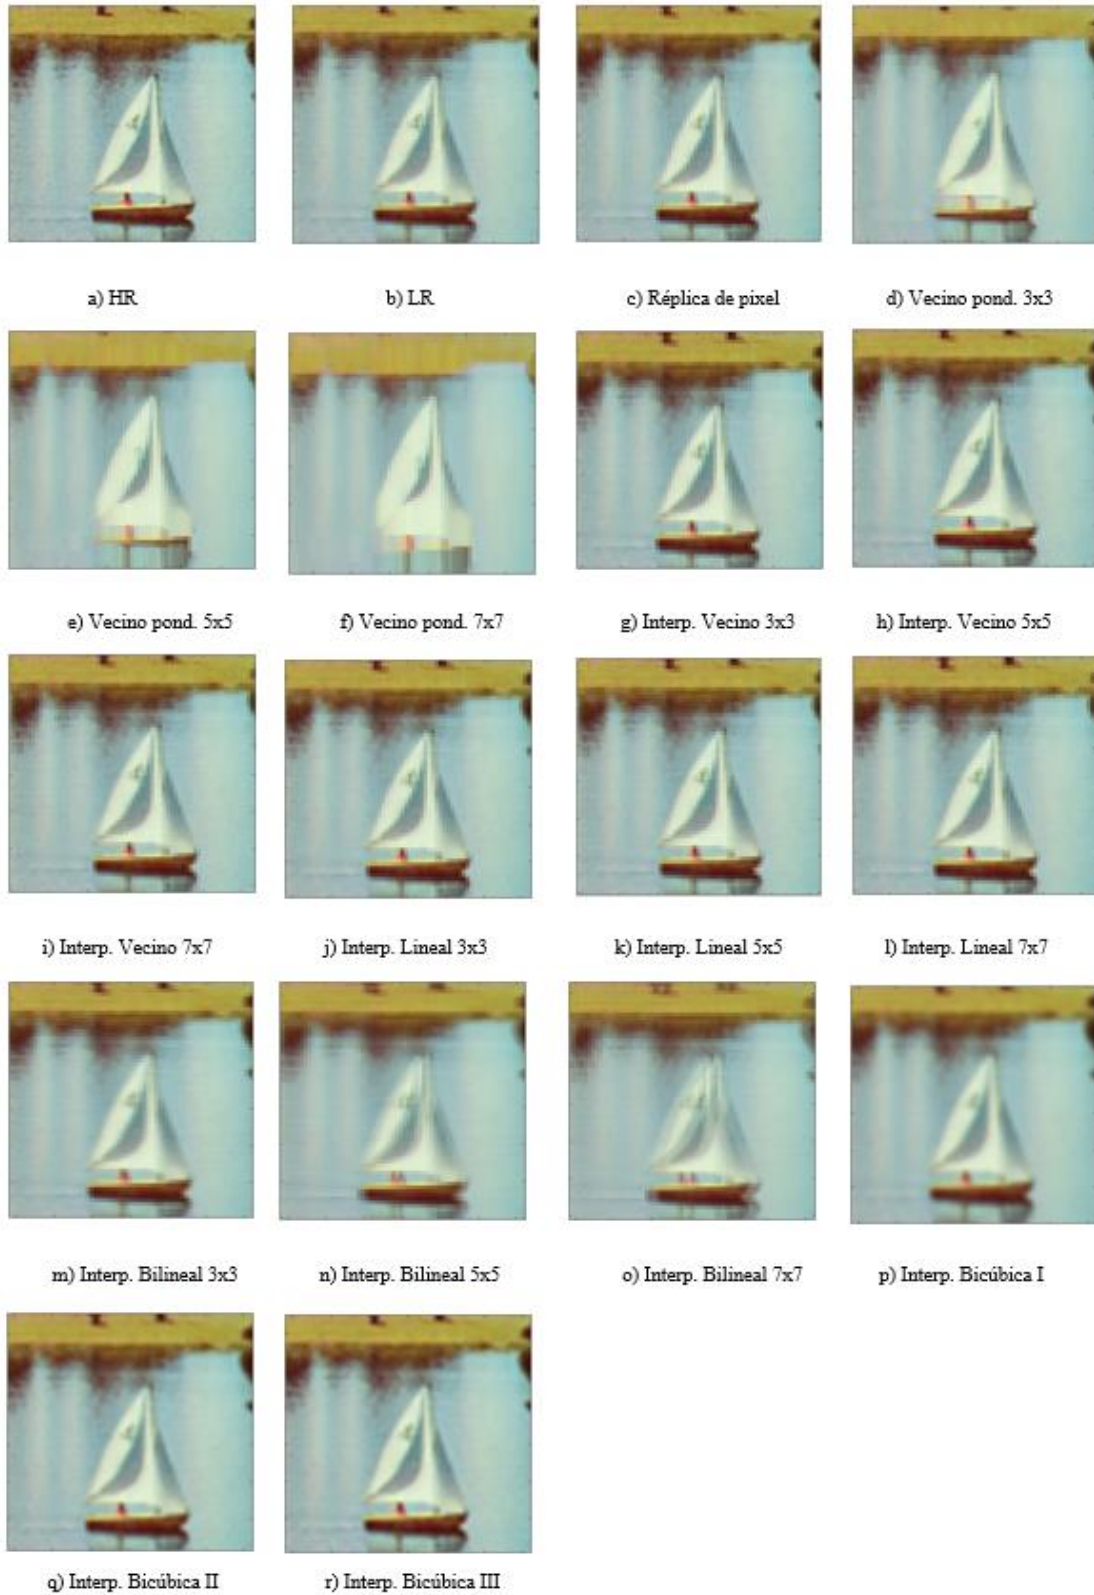 a) HR
b) LR
c) Réplica de pixel
d) Vecino pond. 3x3
e) Vecino pond. 5x5
f) Vecino pond. 7x7
g) Interp. Vecino 3x3
h) Interp. Vecino 5x5
i) Interp. Vecino 7x7
j) Interp. Lineal 3x3
k) Interp. Lineal 5x5
l) Interp. Lineal 7x7
m) Interp. Bilineal 3x3
n) Interp. Bilineal 5x5
o) Interp. Bilineal 7x7
p) Interp. Bicúbica I
q) Interp. Bicúbica II
r) Interp. Bicúbica III